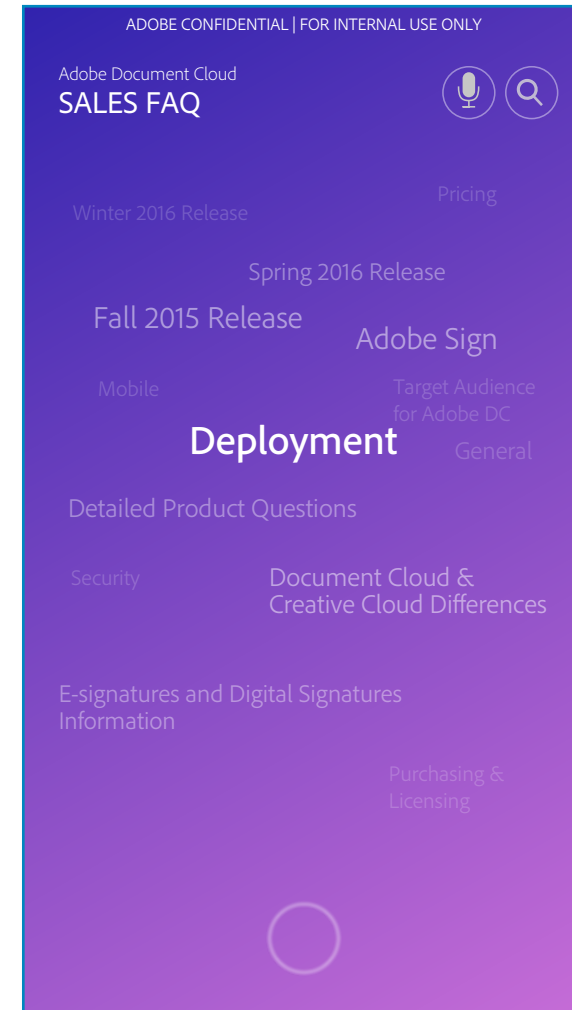 ADOBE CONFIDENTIAL | FOR INTERNAL USE ONLY
Adobe Document Cloud
SALES FAQ
Pricing
Winter 2016 Release
Spring 2016 Release
Fall 2015 Release
Adobe Sign
Mobile
Target Audience
for Adobe DC
Deployment
General
Detailed Product Questions
Security
Document Cloud &
Creative Cloud Differences
E-signatures and Digital Signatures
Information
Purchasing &
Licensing